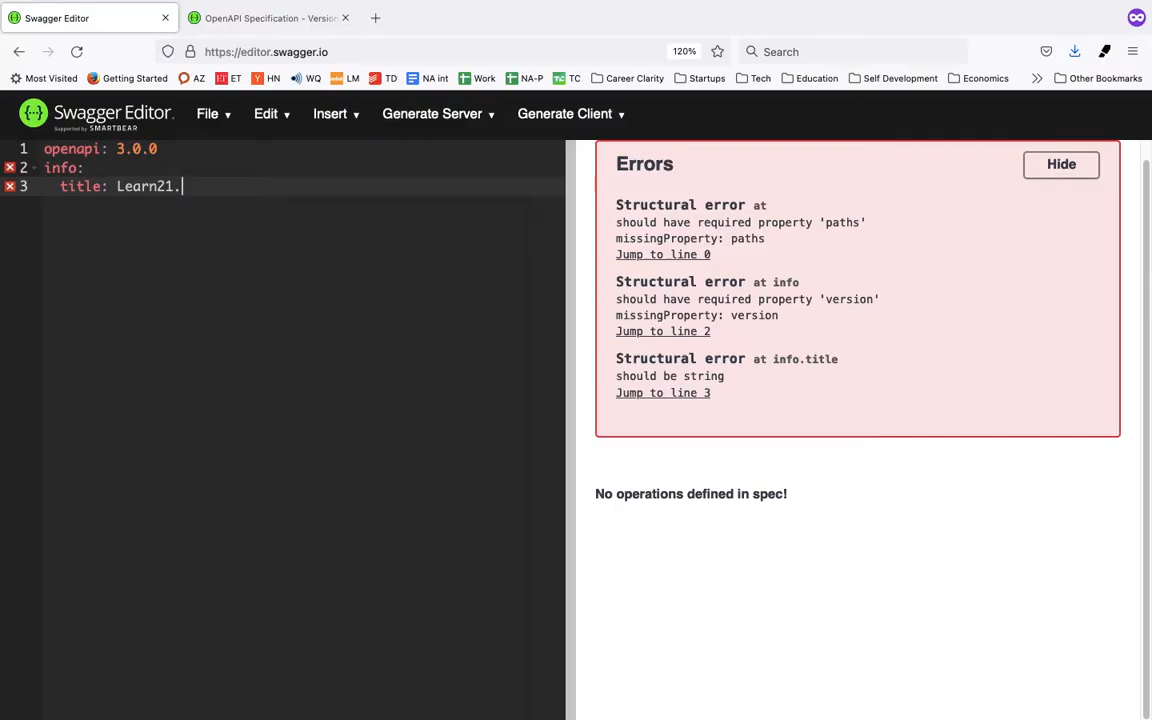 Swagger Editor
OpenAPI Specification - Version
https://editor.swagger.io
120%
Search
Most Visited
Getting Started
AZ
ET
HN
WQ
LM
TD
NA int
Work
NA-P
TC
Career Clarity
Startups
Tech
Education
Self Development
Economics
Other Bookmarks
Swagger Editor.
Supported by SMARTBEAR
File
Edit
Insert
Generate Server
Generate Client
1 openapi: 3.0.0
2 info:
3 title: Learn21.
Errors
Hide
Structural error at
should have required property 'paths'
missingProperty: paths
Jump to line 0
Structural error at info
should have required property 'version'
missingProperty: version
Jump to line 2
Structural error at info.title
should be string
Jump to line 3
No operations defined in spec!